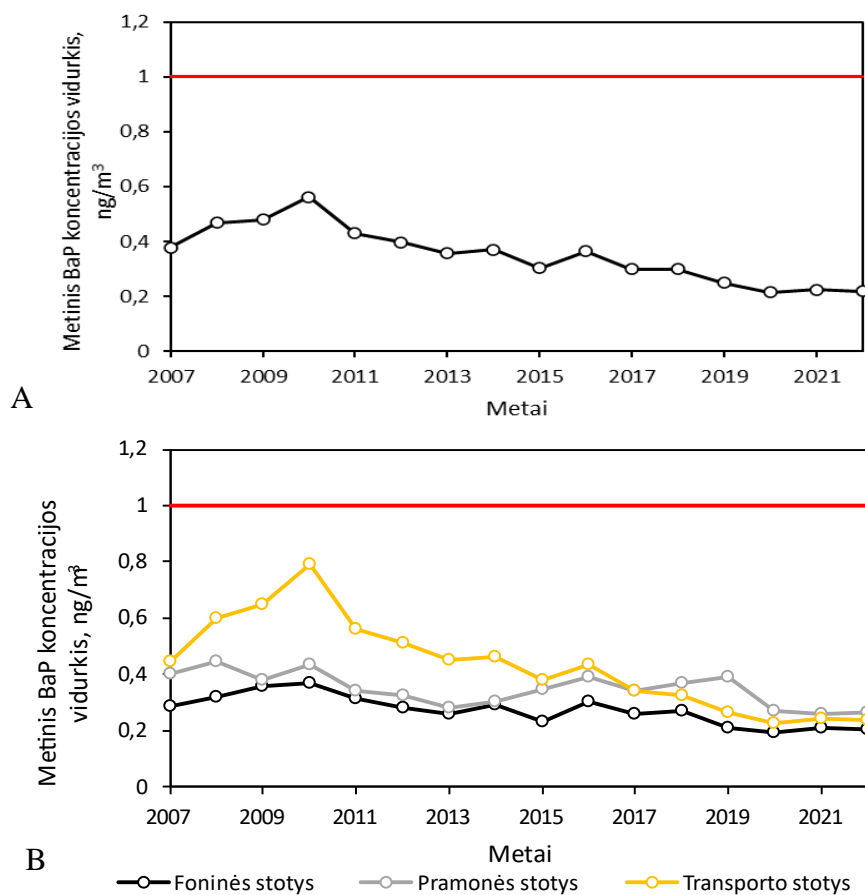 Metinis BaP koncentracijos vidurkis,
ng/m³
1,2
1
0,8
0,6
0,4
0,2
0
2007 2009 2011 2013 2015 2017 2019 2021
Metai
A
Metinis BaP koncentracijos
vidurkis, ng/m³
1,2
1
0,8
0,6
0,4
0,2
0
2007 2009 2011 2013 2015 2017 2019 2021
Metai
B
Foninės stotys Pramonės stotys Transporto stotys